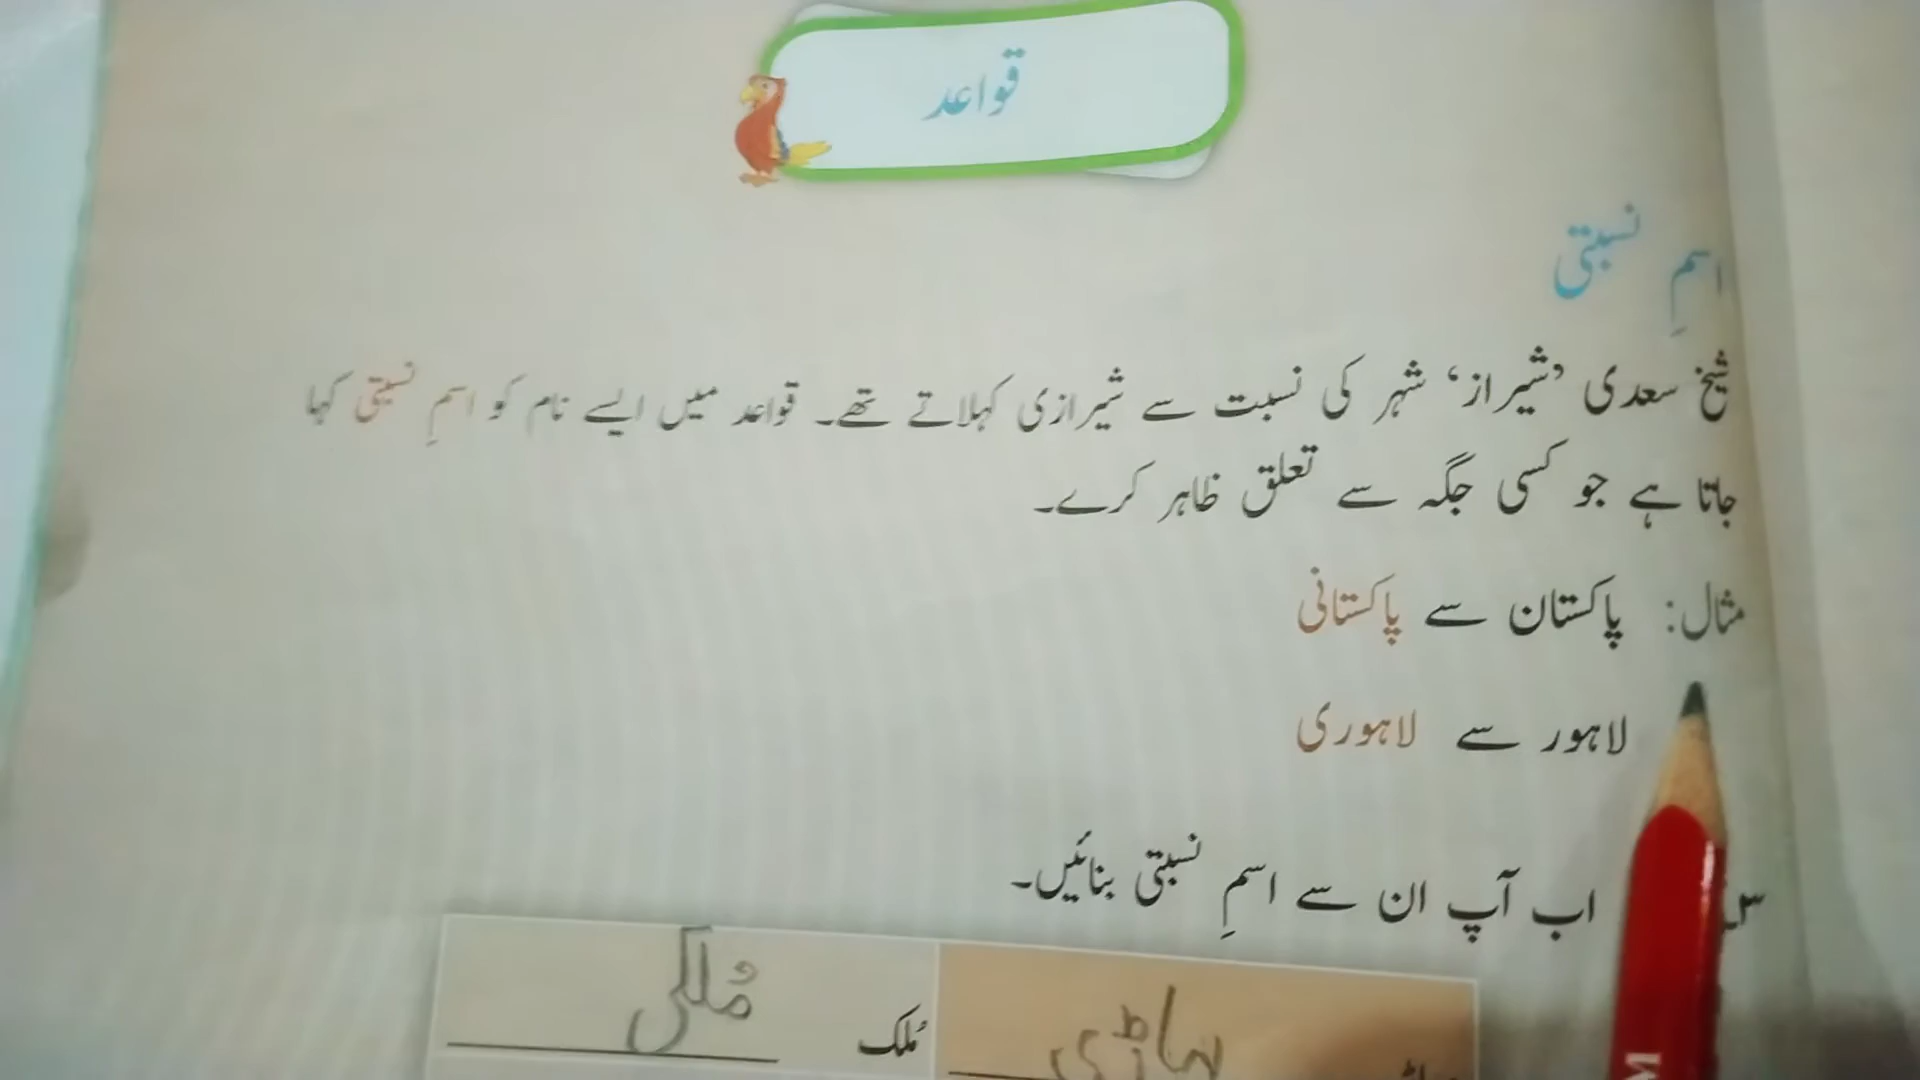 قواعد
اسمِ نسبتی
شیخ سعدی ’شیراز‘ شہر کی نسبت سے شیرازی کہلاتے تھے۔ قواعد میں ایسے نام کو اسمِ نسبتی کہا
جاتا ہے جو کسی جگہ سے تعلق ظاہر کرے۔
مثال: پاکستان سے پاکستانی
لاہور سے لاہوری
۳۔ اب آپ ان سے اسمِ نسبتی بنائیں۔
پہاڑی مُلک مُلکی
M